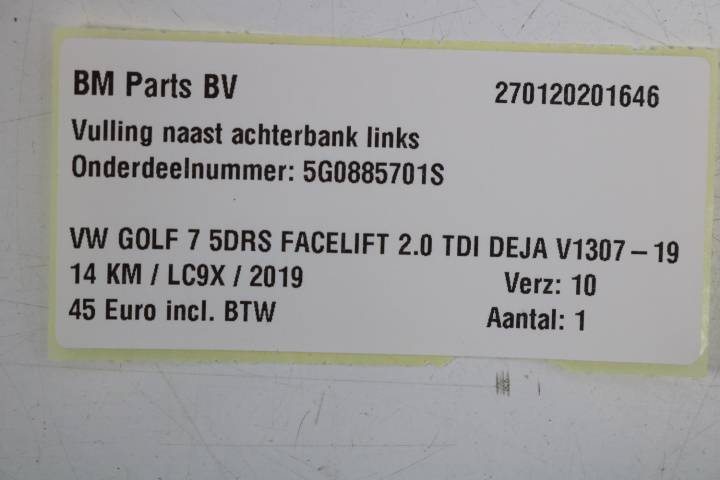 BM Parts BV 270120201646
Vulling naast achterbank links
Onderdeelnummer: 5G0885701S
VW GOLF 7 5DRS FACELIFT 2.0 TDI DEJA V1307 – 19
14 KM / LC9X / 2019 Verz: 10
45 Euro incl. BTW Aantal: 1